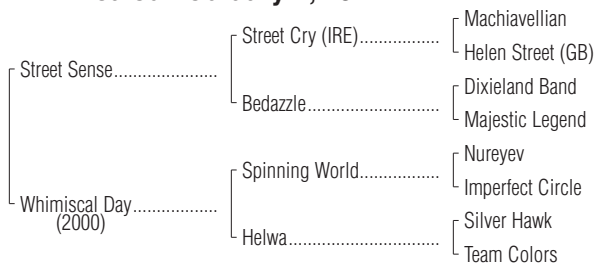 Machiavellian
Street Cry (IRE)..................
Helen Street (GB)
Street Sense.......................
Dixieland Band
Bedazzle.............................
Majestic Legend
Nureyev
Spinning World..................
Imperfect Circle
Whimiscal Day..................
(2000)
Silver Hawk
Helwa.................................
Team Colors